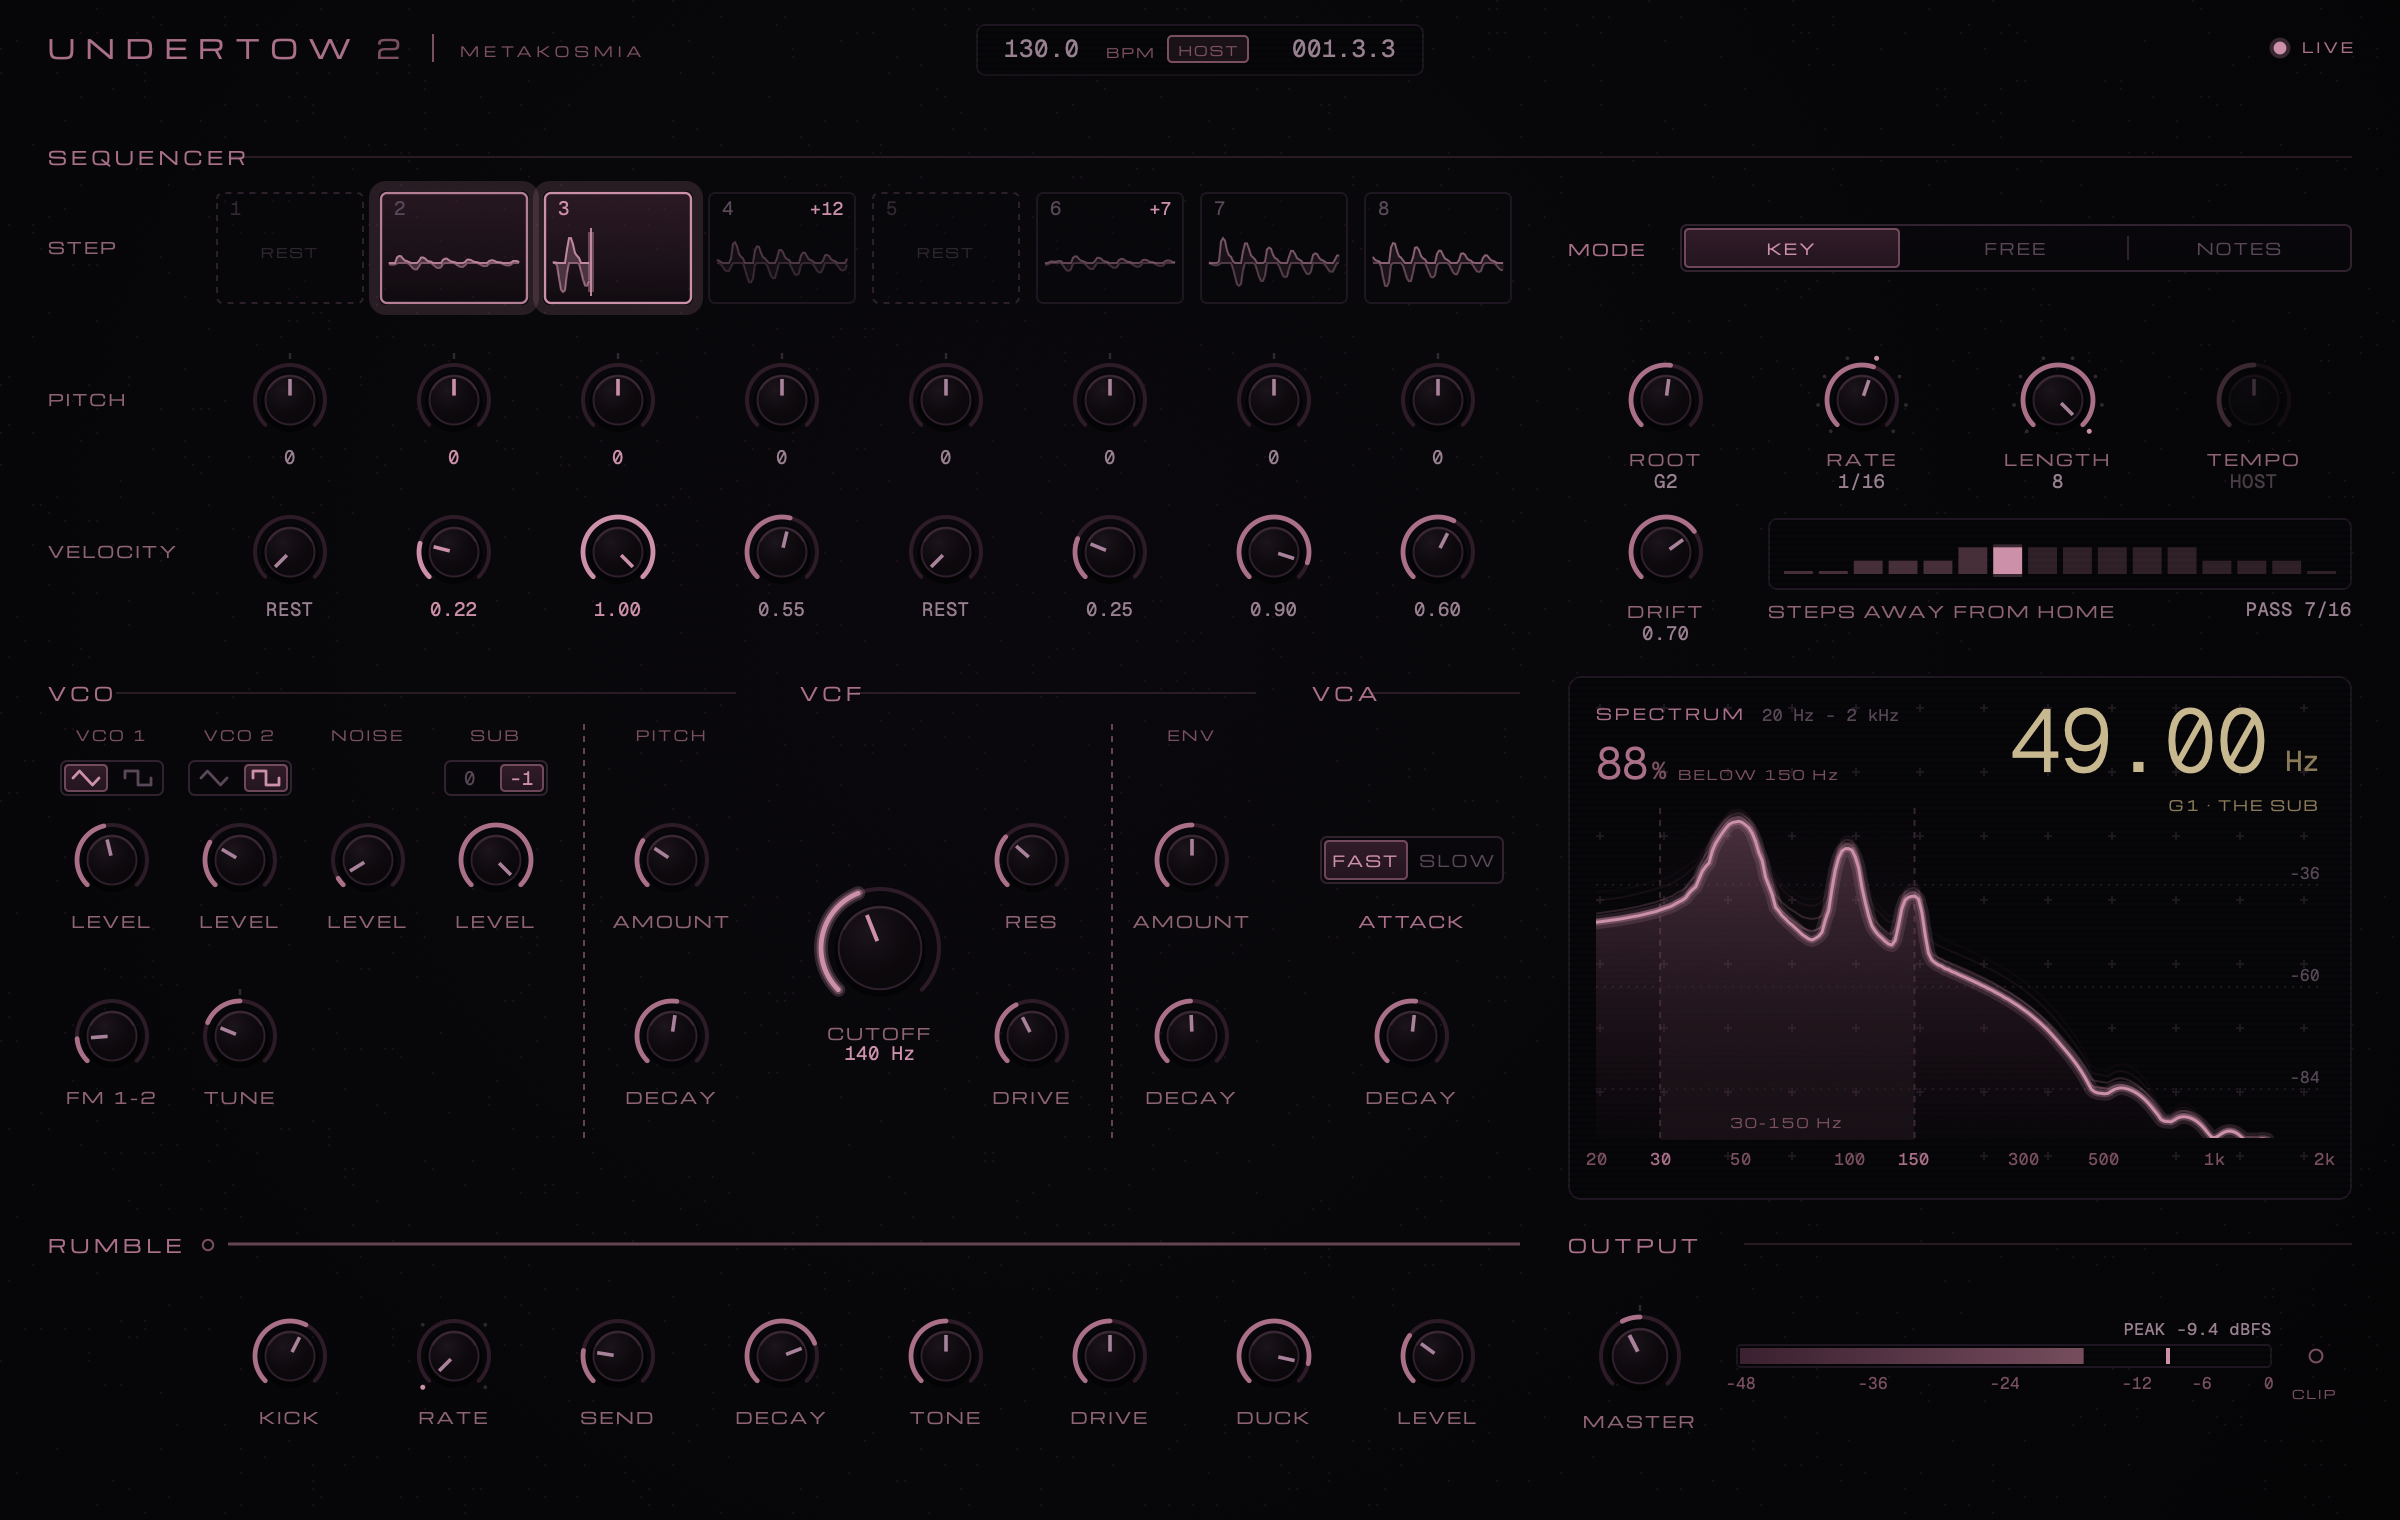 UNDERTOW 2 | METAKOSMIA
130.0 BPM HOST 001.3.3
LIVE
SEQUENCER
STEP
1 REST
2
3
4 +12
5 REST
6 +7
7
8
MODE KEY FREE NOTES
PITCH
0 0 0 0 0 0 0 0
ROOT RATE LENGTH TEMPO
G2 1/16 8 HOST
VELOCITY
REST 0.22 1.00 0.55 REST 0.25 0.90 0.60
DRIFT
0.70
STEPS AWAY FROM HOME PASS 7/16
VCO
VCO 1 VCO 2 NOISE SUB PITCH
0 -1
LEVEL LEVEL LEVEL LEVEL AMOUNT
FM 1-2 TUNE DECAY
VCF
ENV
RES AMOUNT
CUTOFF
140 Hz
DRIVE DECAY
VCA
FAST SLOW
ATTACK
DECAY
SPECTRUM 20 Hz - 2 kHz
49.00 Hz
88% BELOW 150 Hz
G1 · THE SUB
-36
-60
-84
30-150 Hz
20 30 50 100 150 300 500 1k 2k
RUMBLE
KICK RATE SEND DECAY TONE DRIVE DUCK LEVEL
OUTPUT
MASTER
PEAK -9.4 dBFS
-48 -36 -24 -12 -6 0
CLIP